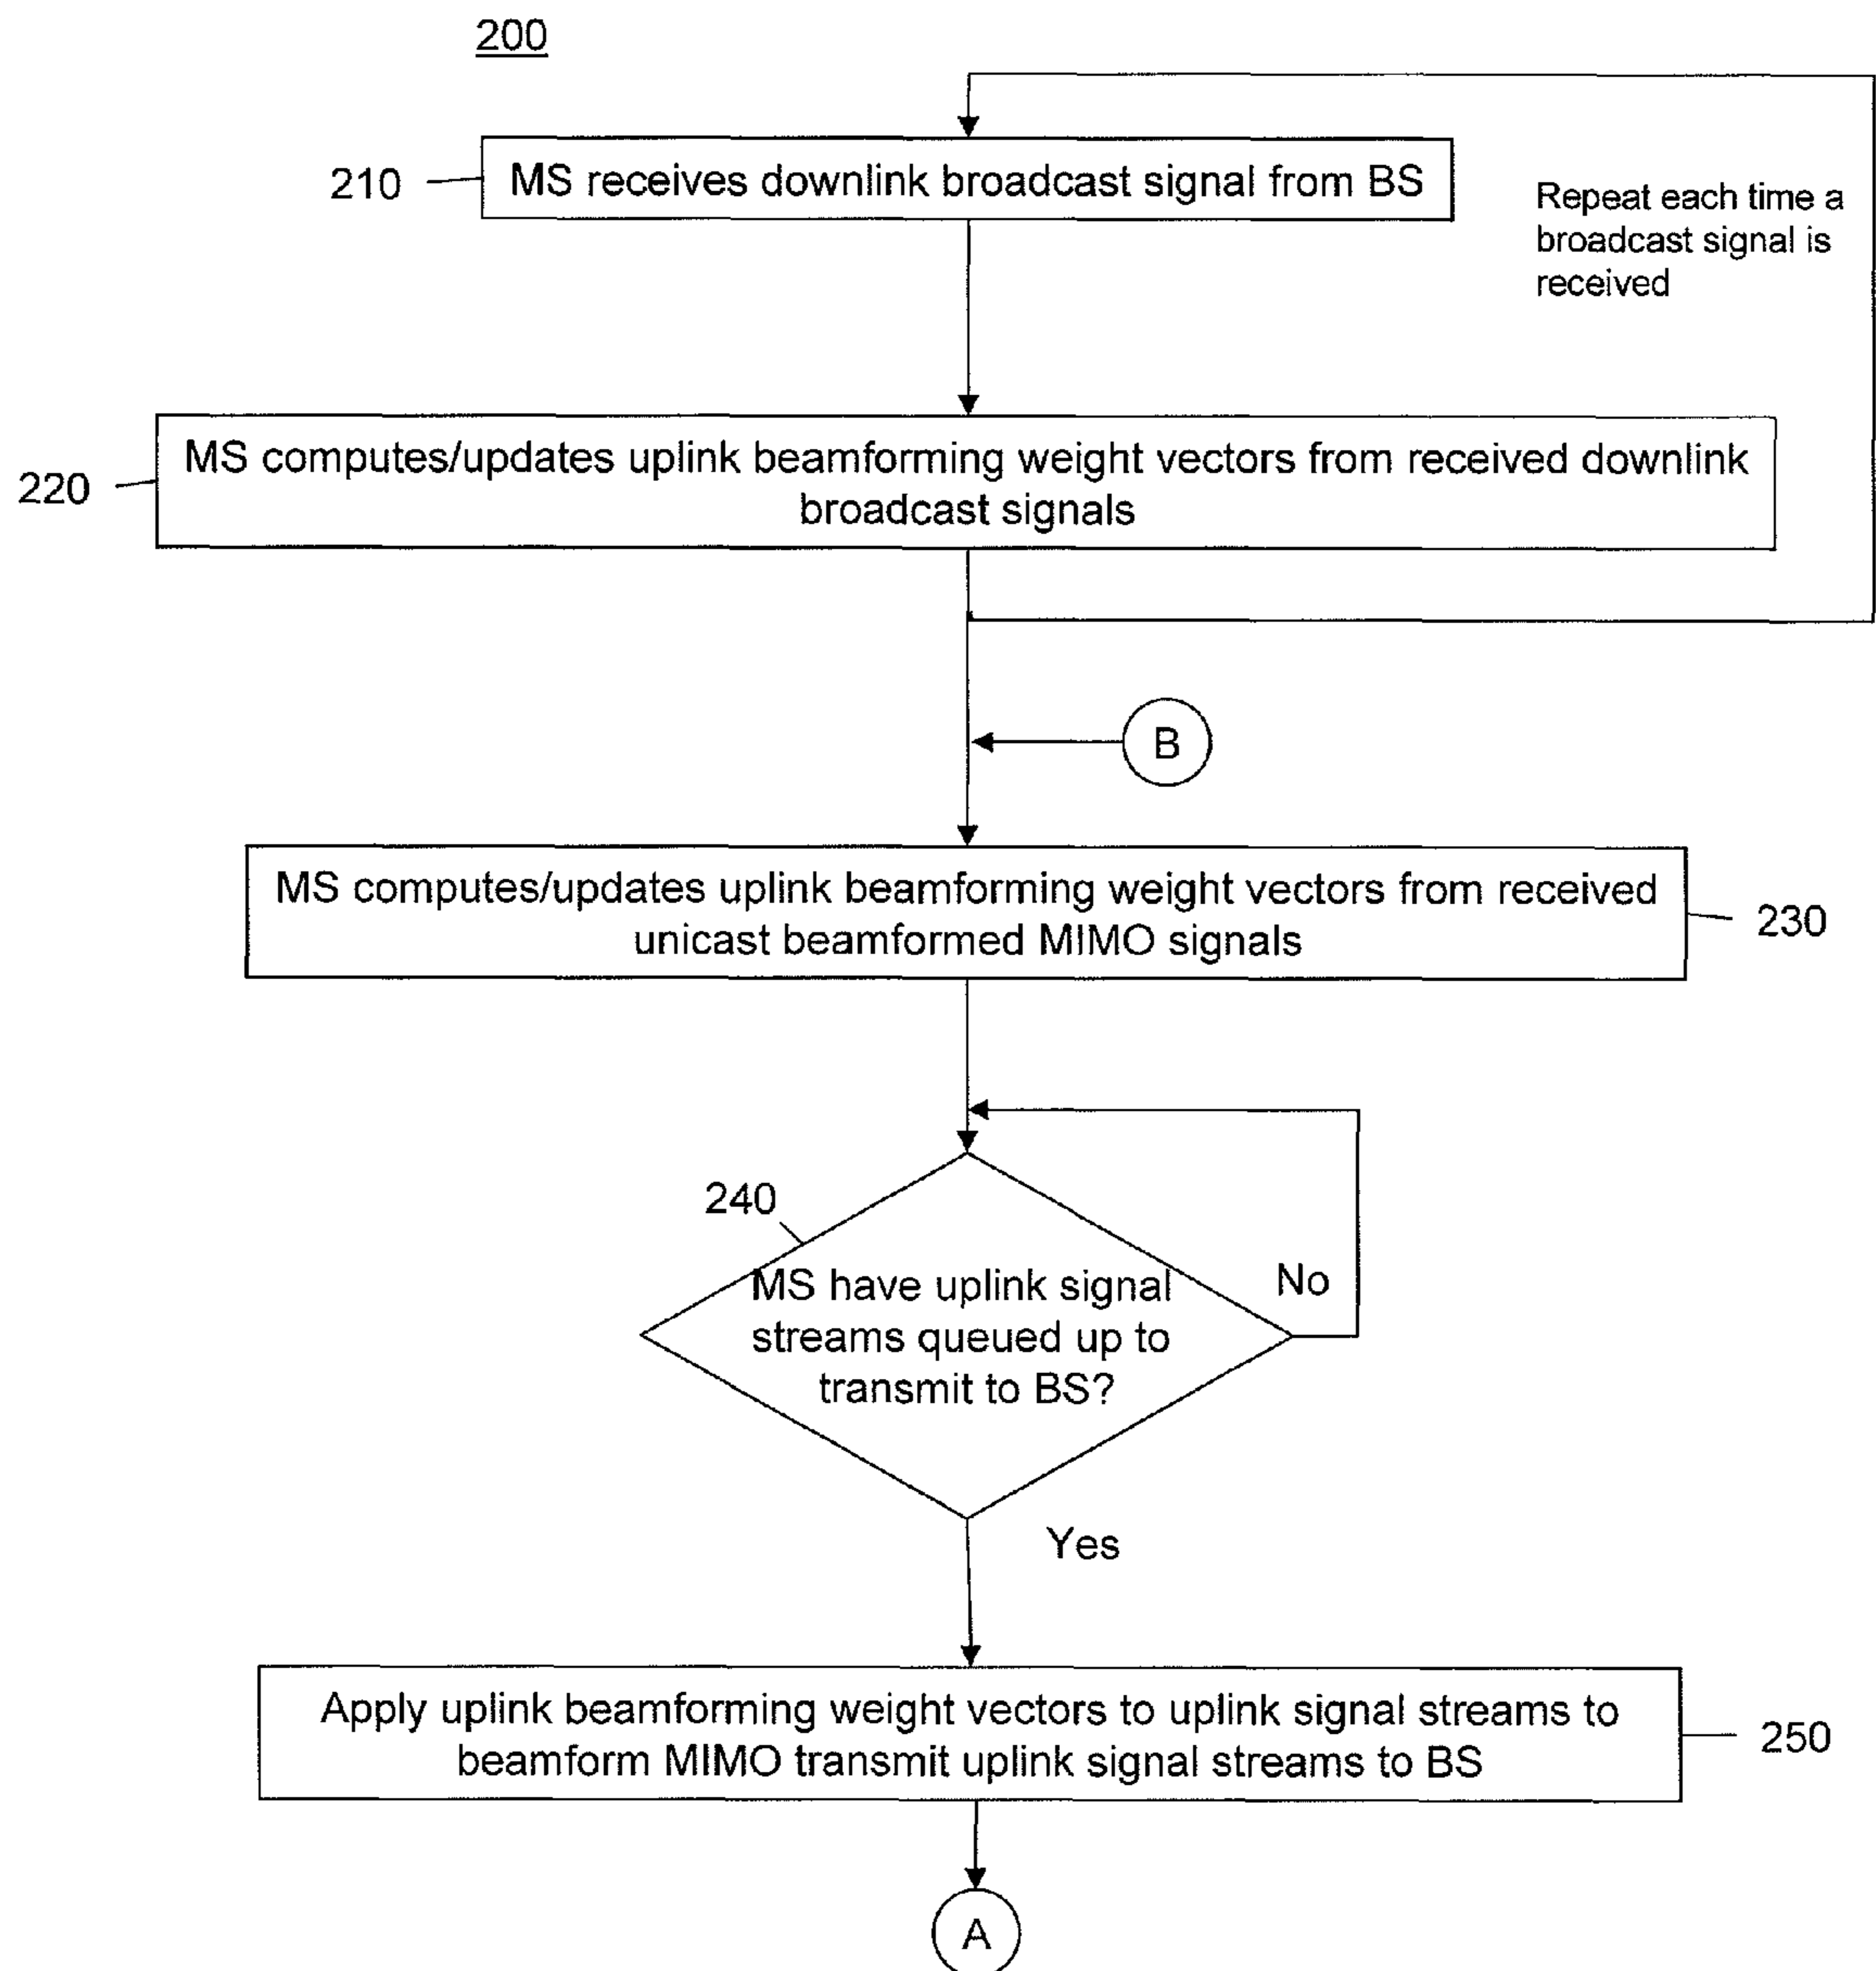 200
210
MS receives downlink broadcast signal from BS
Repeat each time a
broadcast signal is
received
220
MS computes/updates uplink beamforming weight vectors from received downlink
broadcast signals
B
MS computes/updates uplink beamforming weight vectors from received
unicast beamformed MIMO signals
230
240
MS have uplink signal
streams queued up to
transmit to BS?
No
Yes
Apply uplink beamforming weight vectors to uplink signal streams to
beamform MIMO transmit uplink signal streams to BS
250
A